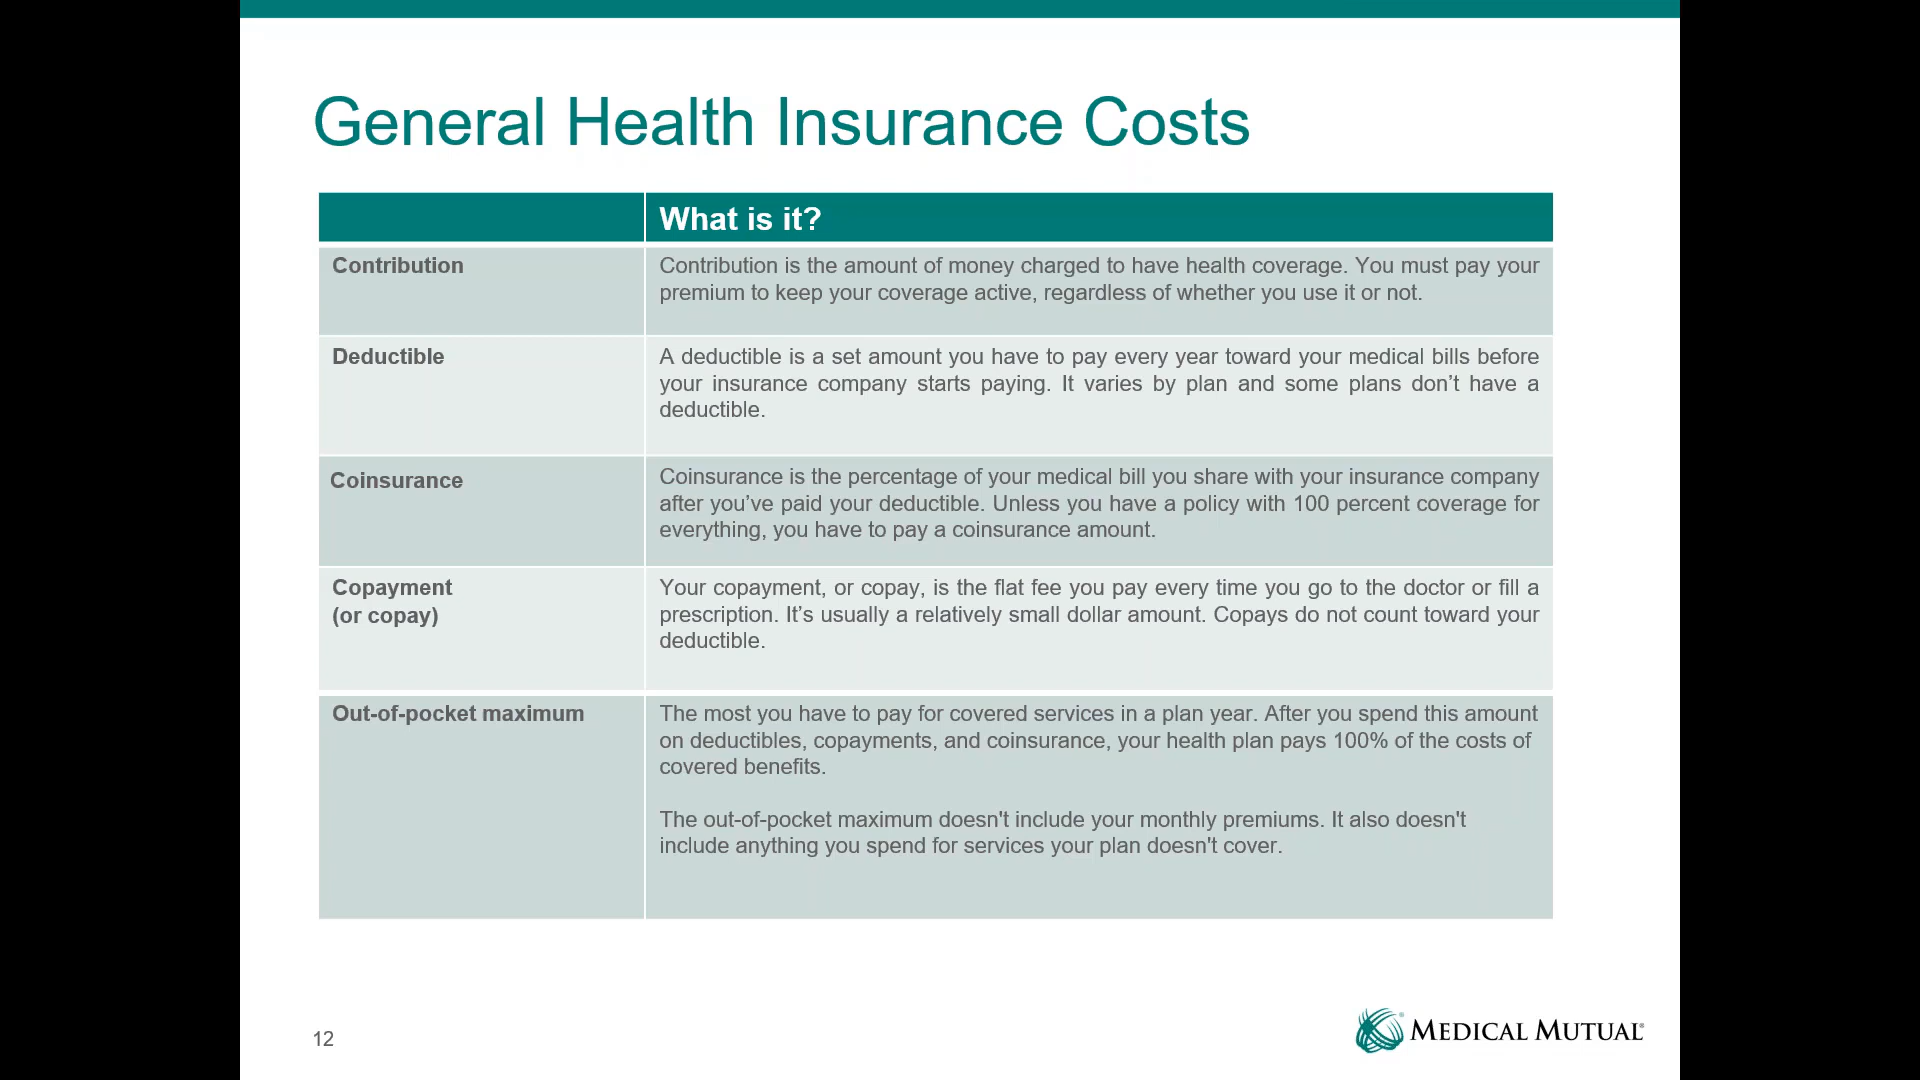 General Health Insurance Costs
What is it?
Contribution
Contribution is the amount of money charged to have health coverage. You must pay your
premium to keep your coverage active, regardless of whether you use it or not.
Deductible
A deductible is a set amount you have to pay every year toward your medical bills before
your insurance company starts paying. It varies by plan and some plans don’t have a
deductible.
Coinsurance
Coinsurance is the percentage of your medical bill you share with your insurance company
after you’ve paid your deductible. Unless you have a policy with 100 percent coverage for
everything, you have to pay a coinsurance amount.
Copayment
(or copay)
Your copayment, or copay, is the flat fee you pay every time you go to the doctor or fill a
prescription. It’s usually a relatively small dollar amount. Copays do not count toward your
deductible.
Out-of-pocket maximum
The most you have to pay for covered services in a plan year. After you spend this amount
on deductibles, copayments, and coinsurance, your health plan pays 100% of the costs of
covered benefits.
The out-of-pocket maximum doesn't include your monthly premiums. It also doesn't
include anything you spend for services your plan doesn't cover.
12
® MEDICAL MUTUAL®